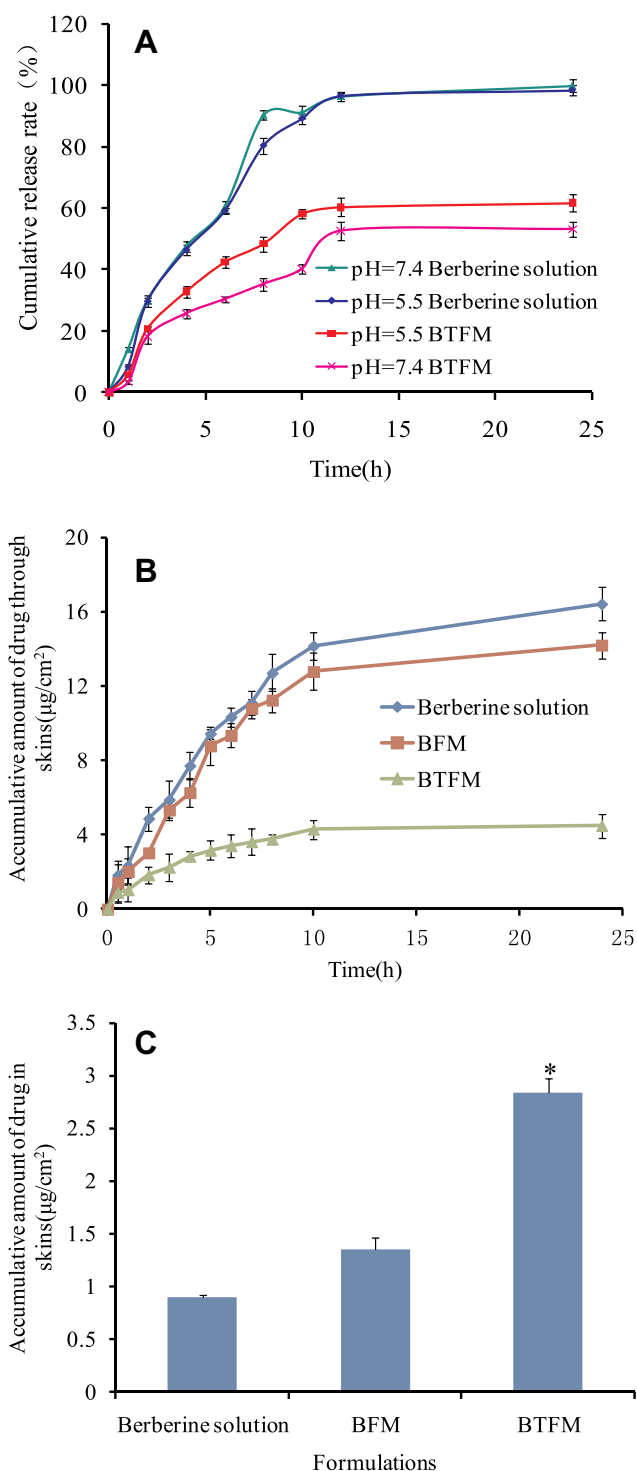 A
Cumulative release rate (%)
120
100
80
60
40
20
0
pH=7.4 Berberine solution
pH=5.5 Berberine solution
pH=5.5 BTFM
pH=7.4 BTFM
0 5 10 15 20 25
Time(h)
B
Accumulative amount of drug through
skins(μg/cm²)
20
16
12
8
4
0
Berberine solution
BFM
BTFM
0 5 10 15 20 25
Time(h)
C
Accumulative amount of drug in
skins(μg/cm²)
3.5
3
2.5
2
1.5
1
0.5
0
*
Berberine solution BFM BTFM
Formulations